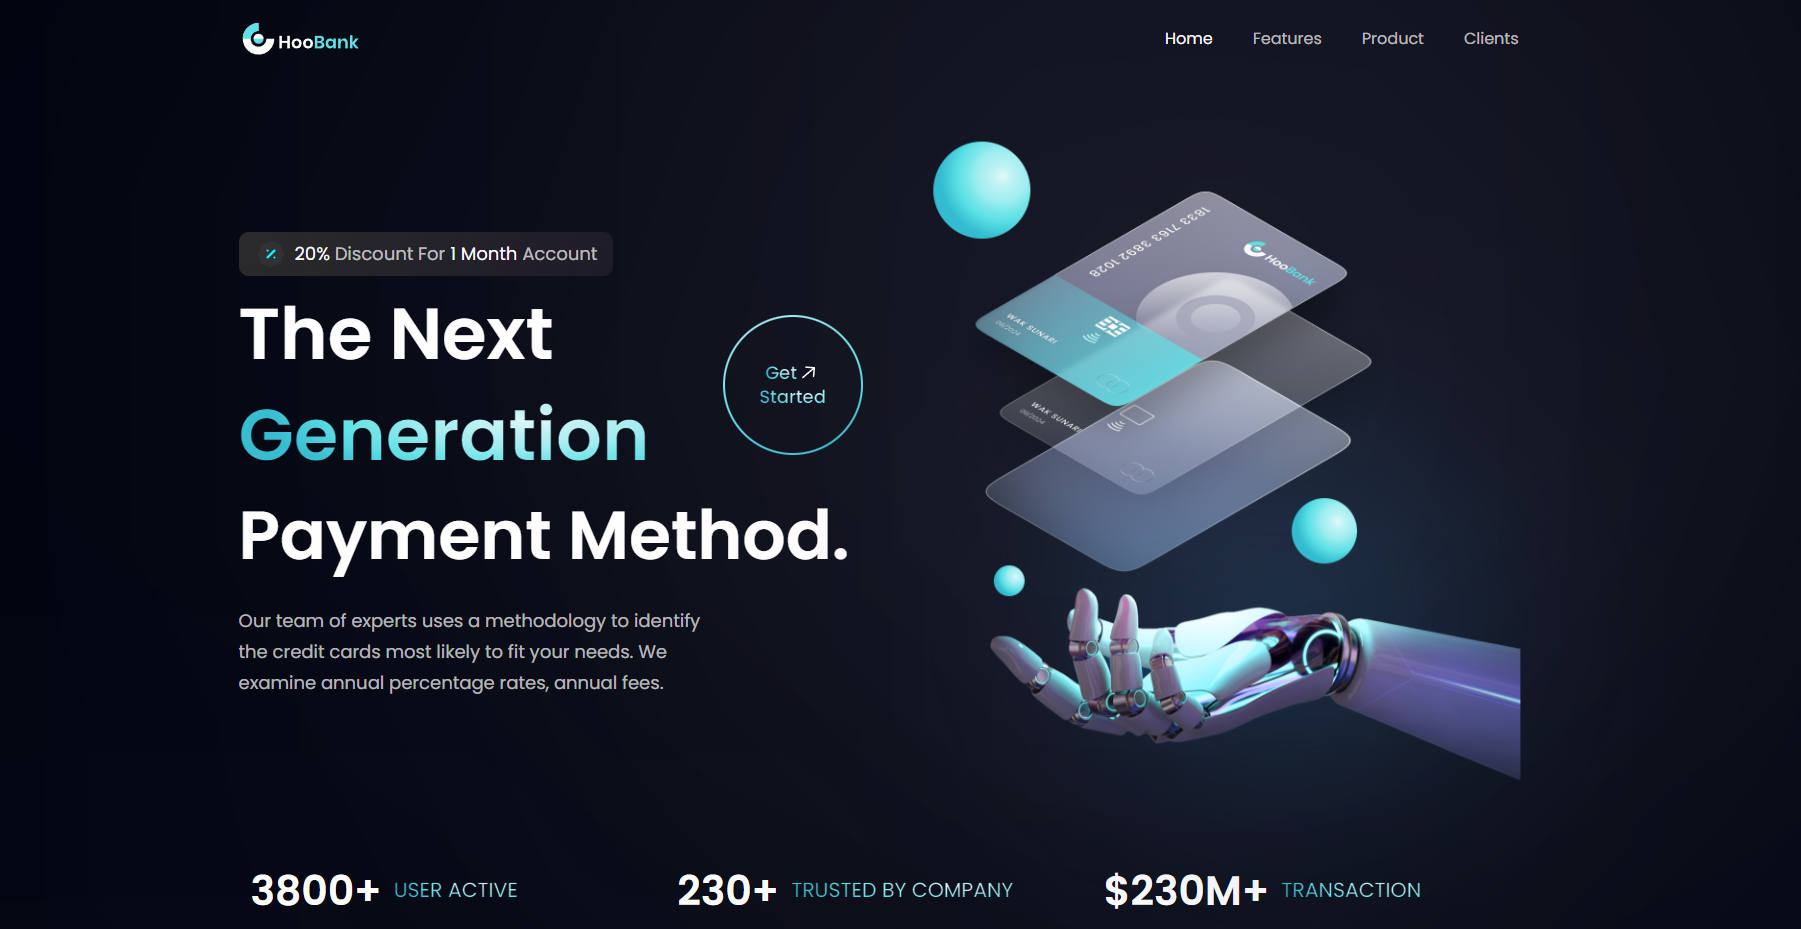 HooBank
Home
Features
Product
Clients
20% Discount For 1 Month Account
The Next
Generation
Payment Method.
Get
Started
Our team of experts uses a methodology to identify
the credit cards most likely to fit your needs. We
examine annual percentage rates, annual fees.
1833 7163 3892 1028
HooBank
WAK SUNARI
06/2024
WAK SUNARI
06/2024
3800+ USER ACTIVE
230+ TRUSTED BY COMPANY
$230M+ TRANSACTION